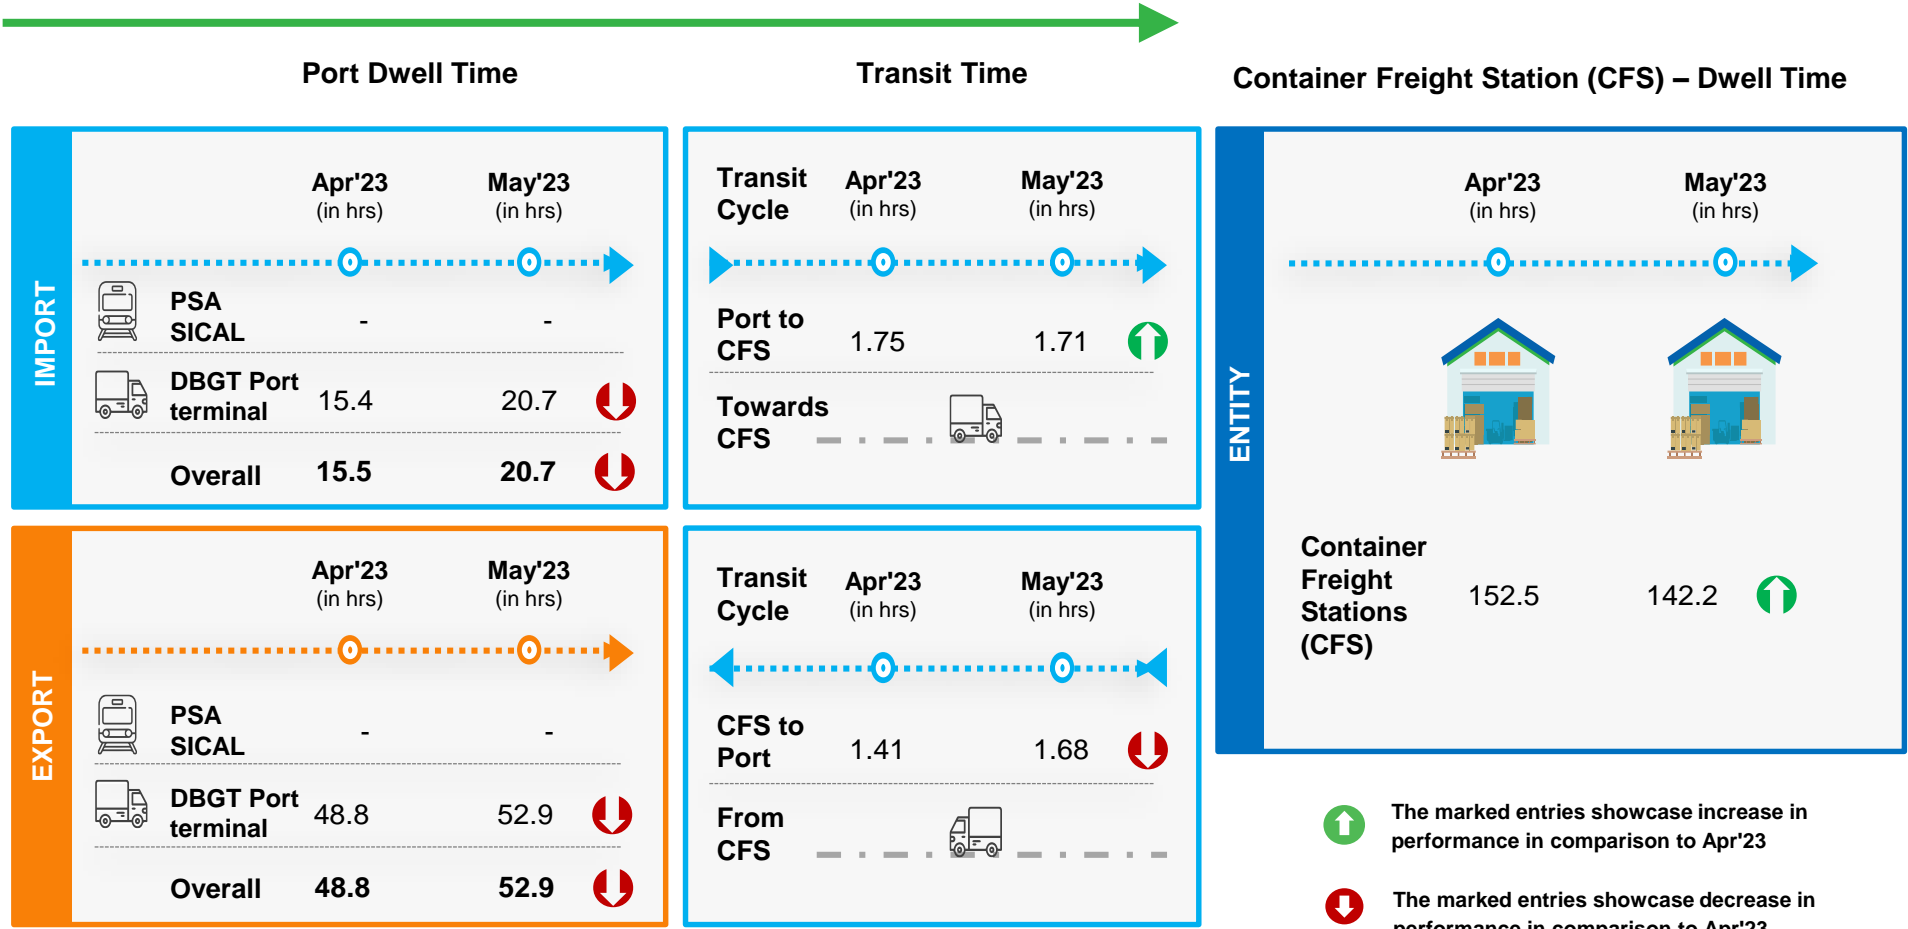 Port Dwell Time
Transit Time
Container Freight Station (CFS) – Dwell Time
IMPORT
Apr'23 May'23
(in hrs) (in hrs)
PSA
SICAL - -
DBGT Port
terminal 15.4 20.7
Overall 15.5 20.7
Transit
Cycle
Apr'23 May'23
(in hrs) (in hrs)
Port to
CFS 1.75 1.71
Towards
CFS
ENTITY
Apr'23 May'23
(in hrs) (in hrs)
Container
Freight
Stations
(CFS)
152.5 142.2
EXPORT
Apr'23 May'23
(in hrs) (in hrs)
PSA
SICAL - -
DBGT Port
terminal 48.8 52.9
Overall 48.8 52.9
Transit
Cycle
Apr'23 May'23
(in hrs) (in hrs)
CFS to
Port 1.41 1.68
From
CFS
The marked entries showcase increase in
performance in comparison to Apr'23
The marked entries showcase decrease in
performance in comparison to Apr'23